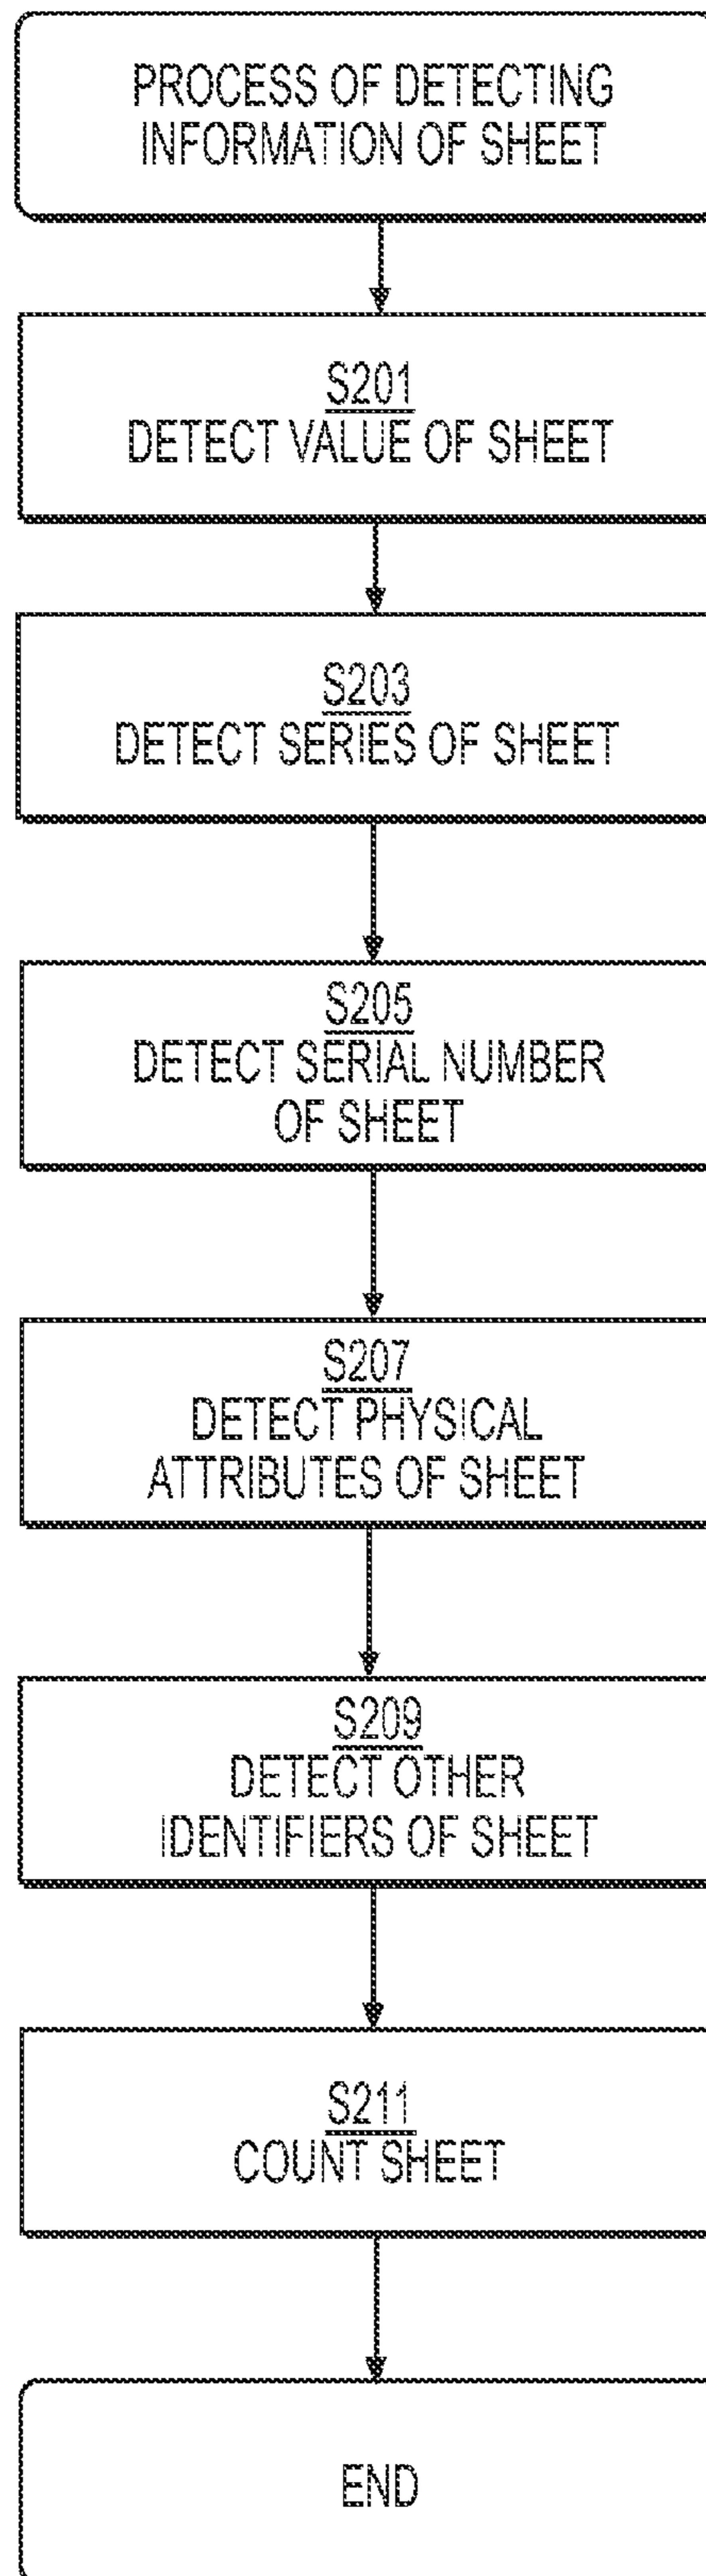 PROCESS OF DETECTING
INFORMATION OF SHEET
S201
DETECT VALUE OF SHEET
S203
DETECT SERIES OF SHEET
S205
DETECT SERIAL NUMBER
OF SHEET
S207
DETECT PHYSICAL
ATTRIBUTES OF SHEET
S209
DETECT OTHER
IDENTIFIERS OF SHEET
S211
COUNT SHEET
END